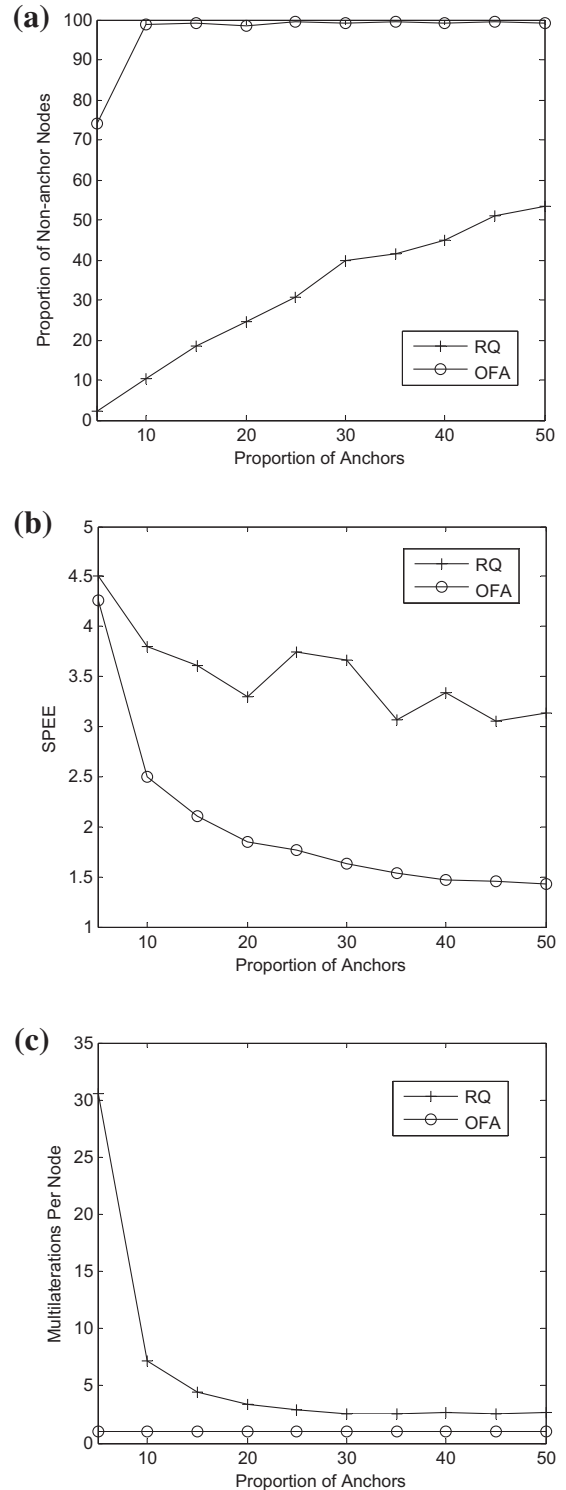 (a)
100
90
80
70
60
50
40
30
20
10
0
Proportion of Non-anchor Nodes
RQ
OFA
10 20 30 40 50
Proportion of Anchors
(b)
5
4.5
4
3.5
3
2.5
2
1.5
1
SPEE
RQ
OFA
10 20 30 40 50
Proportion of Anchors
(c)
35
30
25
20
15
10
5
0
Multilaterations Per Node
RQ
OFA
10 20 30 40 50
Proportion of Anchors